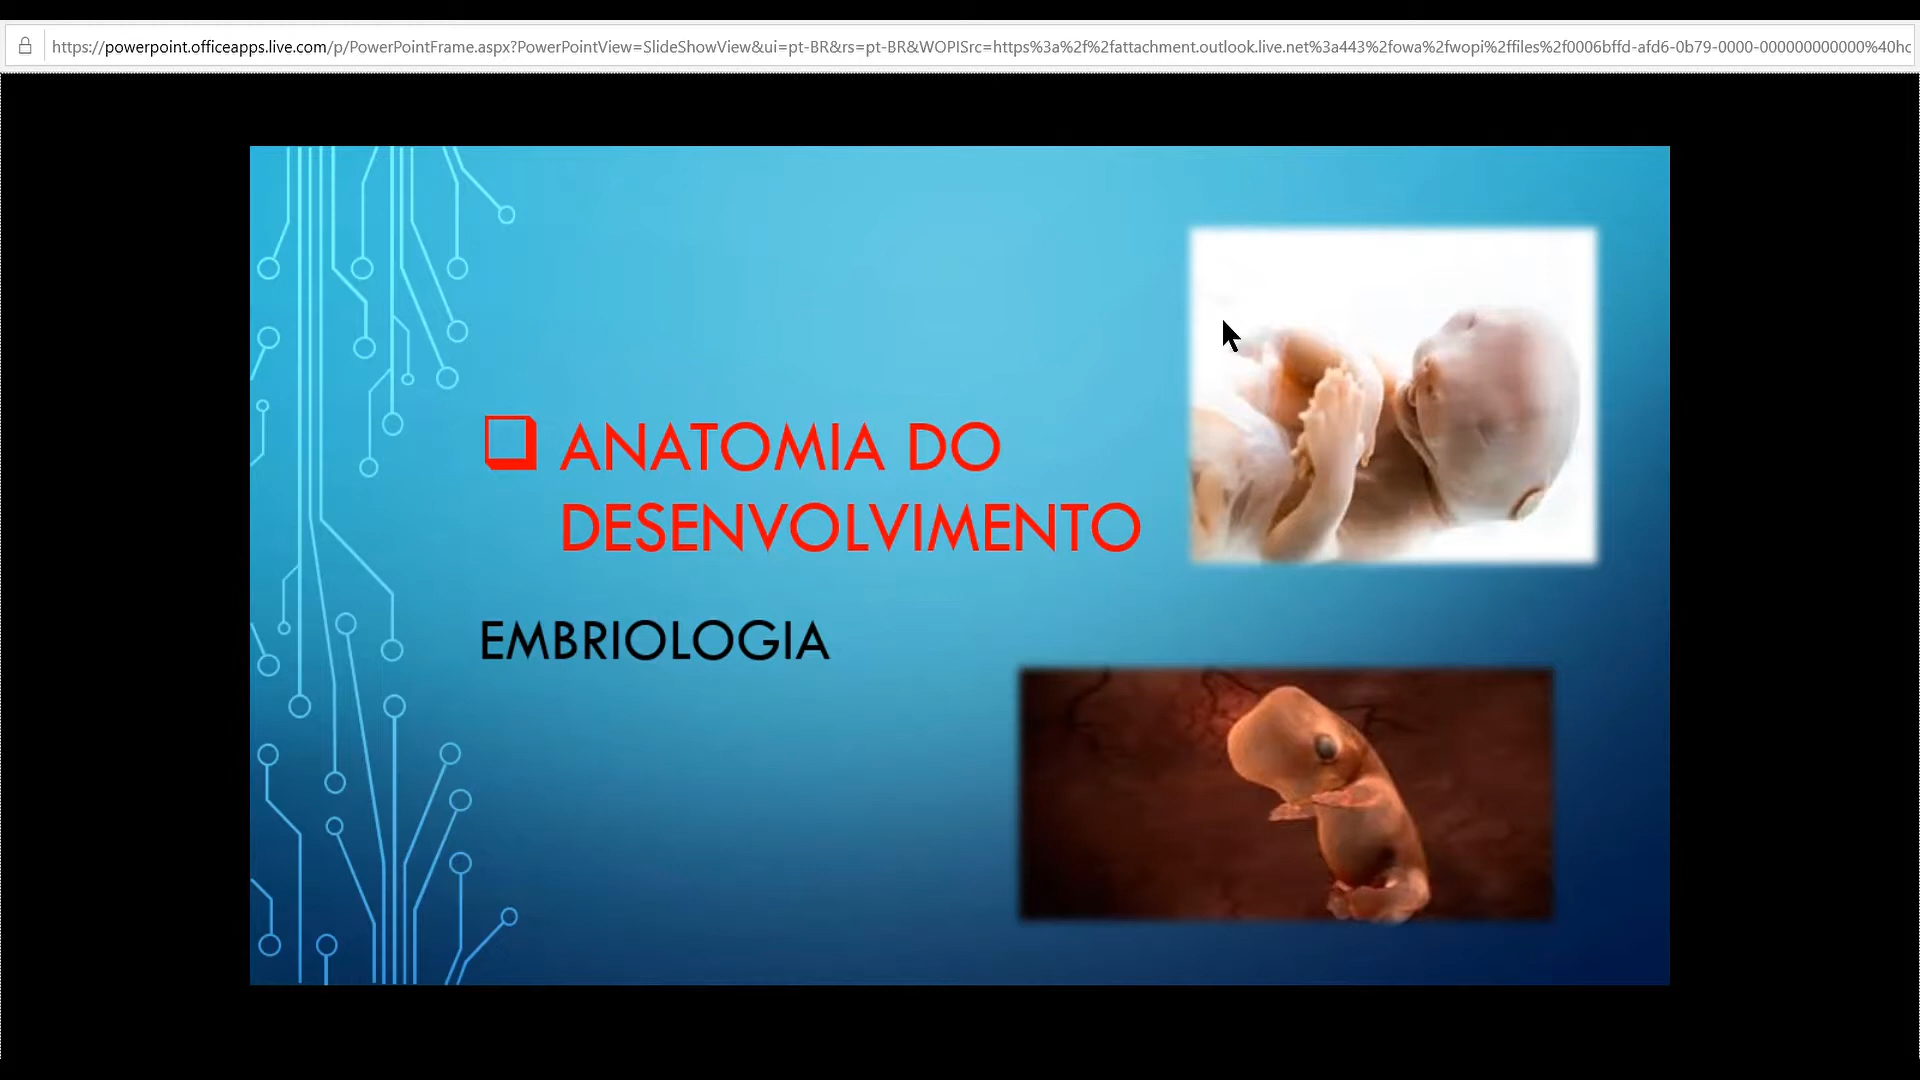 https://powerpoint.officeapps.live.com/p/PowerPointFrame.aspx?PowerPointView=SlideShowView&ui=pt-BR&rs=pt-BR&WOPISrc=https%3a%2f%2fattachment.outlook.live.net%3a443%2fowa%2fwopi%2ffiles%2f0006bffd-afd6-0b79-0000-000000000000%40hc
ANATOMIA DO
DESENVOLVIMENTO
EMBRIOLOGIA